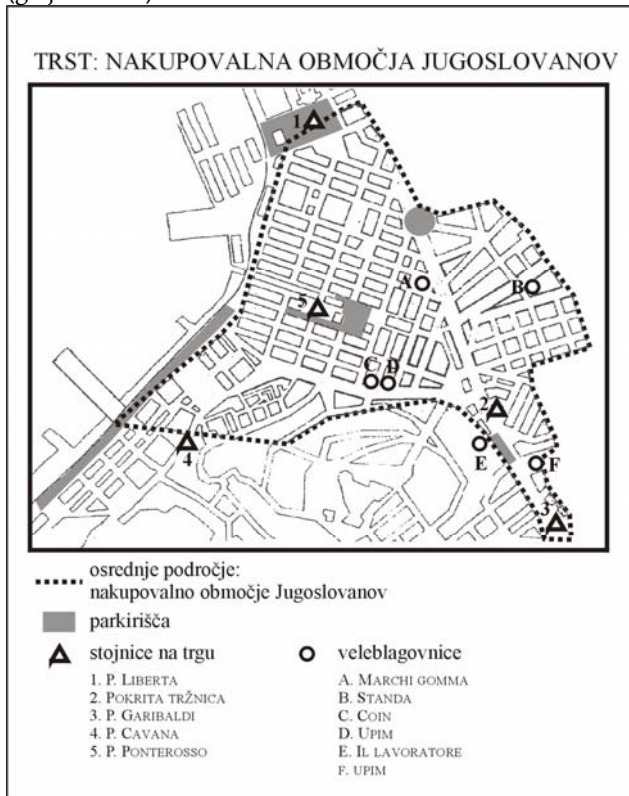 TRST: NAKUPOVALNA OBMOČJA JUGOSLOVANOV
1
A
B
5
C D
2
4
E
F
3
osrednje področje:
nakupovalno območje Jugoslovanov
parkirišča
stojnice na trgu
1. P. LIBERTA
2. POKRITA TRŽNICA
3. P. GARIBALDI
4. P. CAVANA
5. P. PONTEROSSO
veleblagovnice
A. MARCHI GOMMA
B. STANDA
C. COIN
D. UPIM
E. IL LAVORATORE
F. UPIM